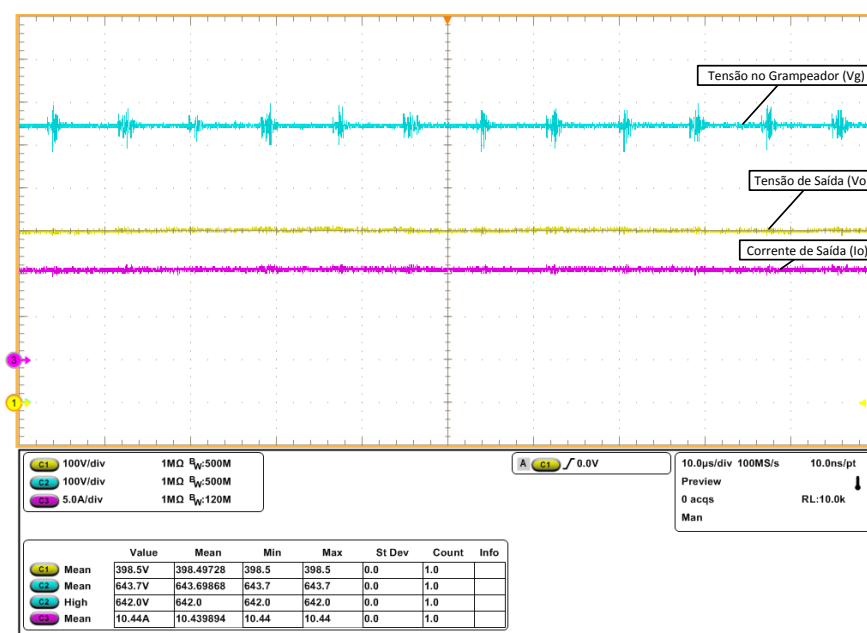 Tensão no Grampeador (Vg)
Tensão de Saída (Vo
Corrente de Saída (Io)
3
1
C1 100V/div 1MΩ BW:500M
C2 100V/div 1MΩ BW:500M
C3 5.0A/div 1MΩ BW:120M
A C1 0.0V
10.0µs/div 100MS/s 10.0ns/pt
Preview
0 acqs RL:10.0k
Man
Value Mean Min Max St Dev Count Info
C1 Mean 398.5V 398.49728 398.5 398.5 0.0 1.0
C2 Mean 643.7V 643.69868 643.7 643.7 0.0 1.0
C2 High 642.0V 642.0 642.0 642.0 0.0 1.0
C3 Mean 10.44A 10.439894 10.44 10.44 0.0 1.0